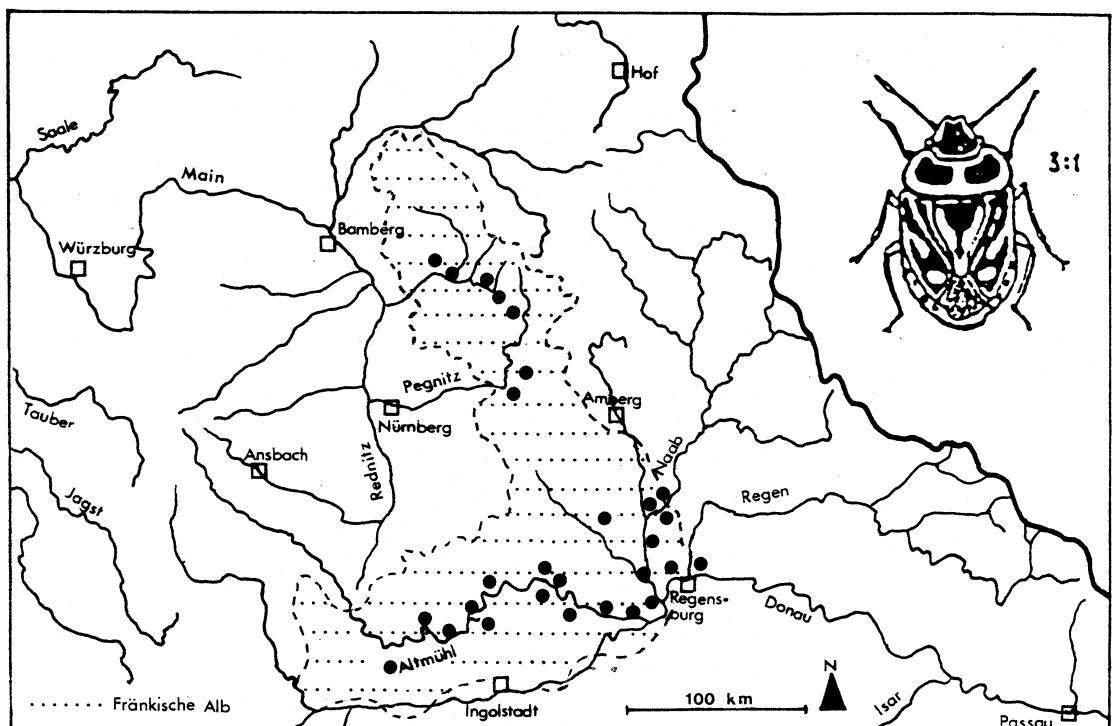 Hof
Saale
3:1
Main
Bamberg
Würzburg
Pegnitz
Amberg
Tauber
Nürnberg
Ansbach
Naab
Rednitz
Jagst
Regen
Regens-
burg
Donau
Altmühl
N
Fränkische Alb
Ingolstadt
100 km
Isar
Passau